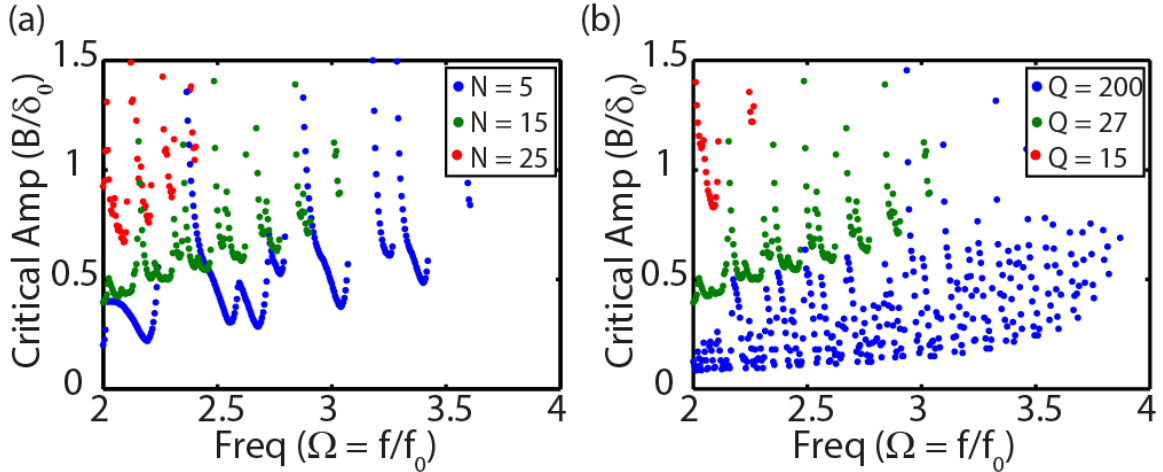 (a)
Critical Amp (B/δ0)
1.5
1
0.5
0
2
2.5
3
3.5
4
Freq (Ω = f/f0)
N = 5
N = 15
N = 25
(b)
Critical Amp (B/δ0)
1.5
1
0.5
0
2
2.5
3
3.5
4
Freq (Ω = f/f0)
Q = 200
Q = 27
Q = 15